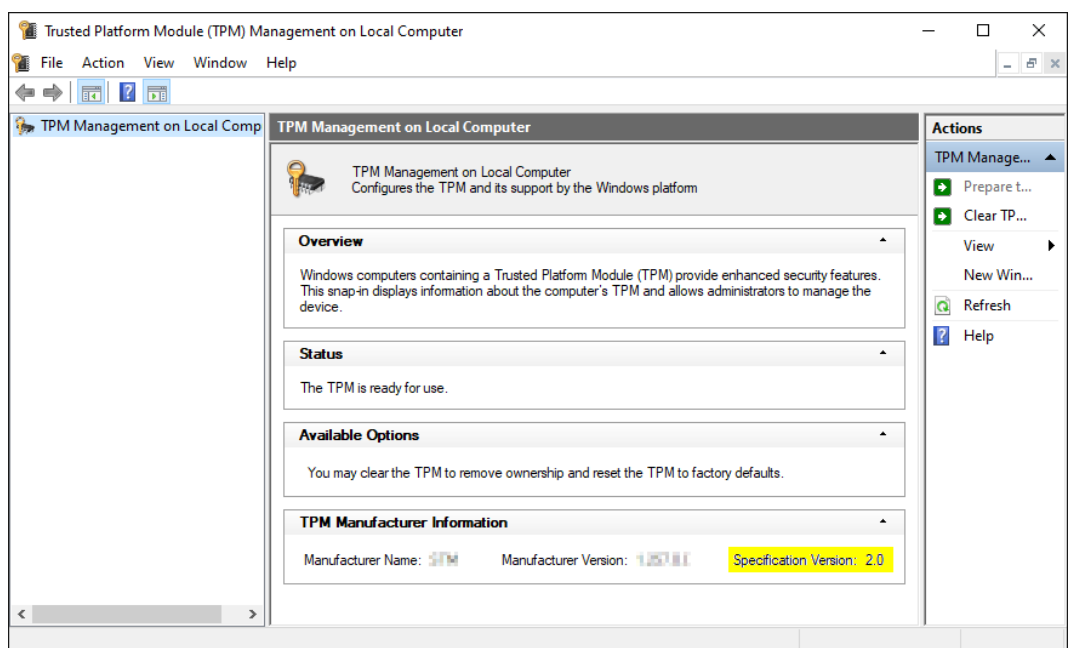 Trusted Platform Module (TPM) Management on Local Computer
File Action View Window Help
TPM Management on Local Comp
TPM Management on Local Computer
TPM Management on Local Computer
Configures the TPM and its support by the Windows platform
Overview
Windows computers containing a Trusted Platform Module (TPM) provide enhanced security features.
This snap-in displays information about the computer's TPM and allows administrators to manage the
device.
Status
The TPM is ready for use.
Available Options
You may clear the TPM to remove ownership and reset the TPM to factory defaults.
TPM Manufacturer Information
Manufacturer Name: Manufacturer Version: Specification Version: 2.0
Actions
TPM Manage...
Prepare t...
Clear TP...
View
New Win...
Refresh
Help